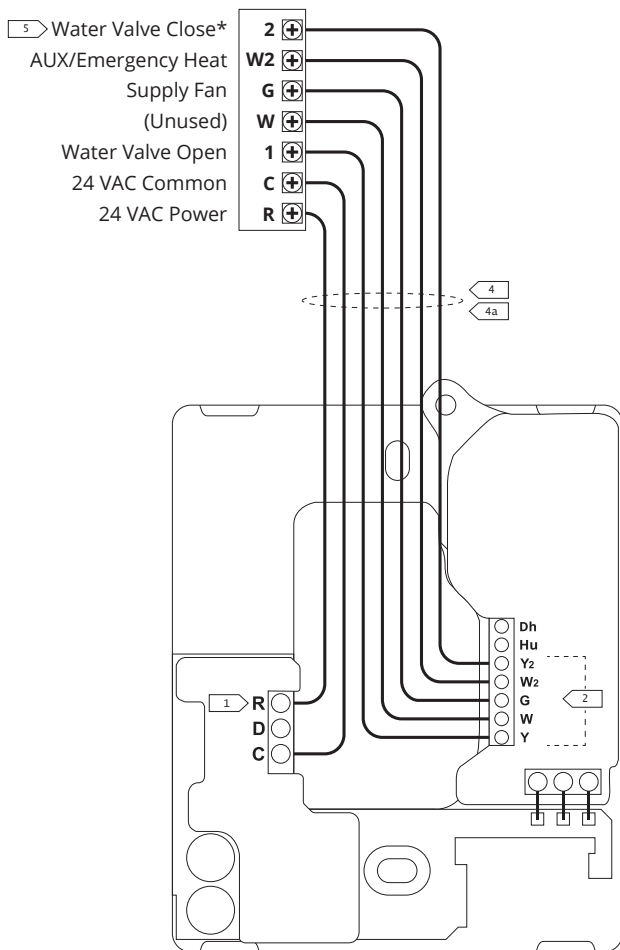 5 Water Valve Close* 2
AUX/Emergency Heat W2
Supply Fan G
(Unused) W
Water Valve Open 1
24 VAC Common C
24 VAC Power R
4
4a
Dh
Hu
Y2
W2
G
W
Y
2
1 R
D
C